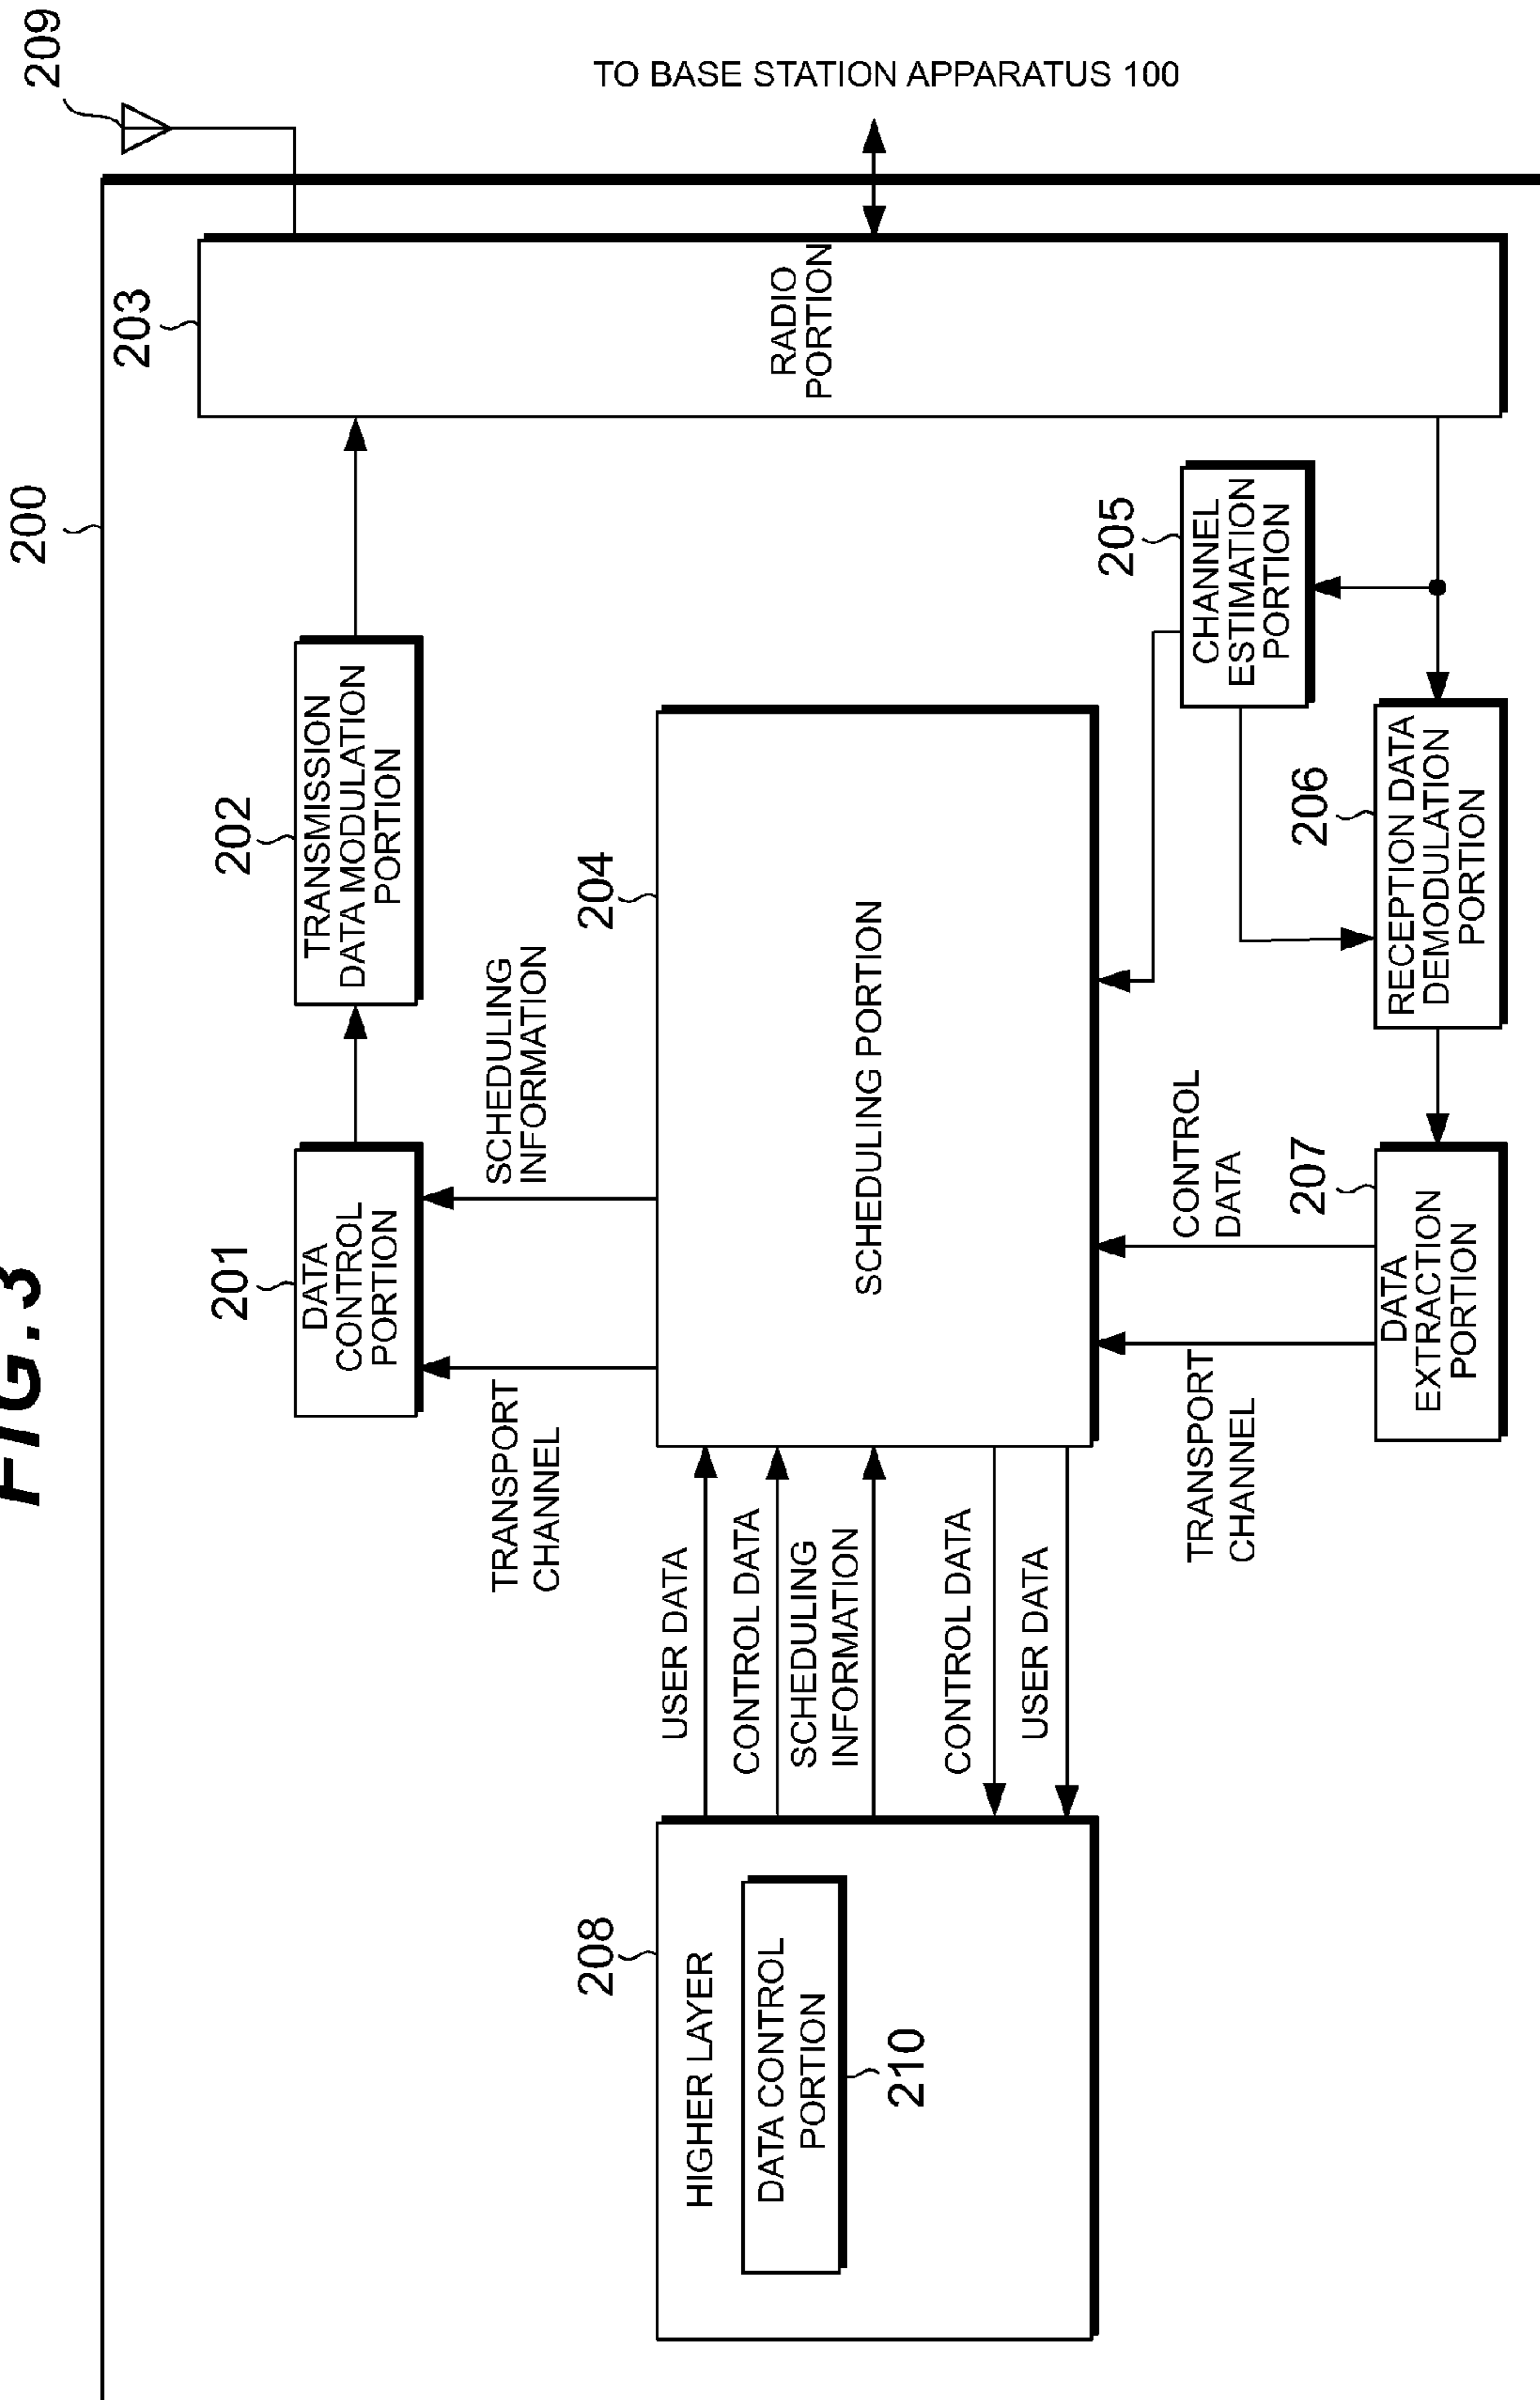 FIG. 3
200
209
203
RADIO
PORTION
TO BASE STATION APPARATUS 100
202
TRANSMISSION
DATA MODULATION
PORTION
201
DATA
CONTROL
PORTION
TRANSPORT
CHANNEL
SCHEDULING
INFORMATION
204
SCHEDULING PORTION
205
CHANNEL
ESTIMATION
PORTION
206
RECEPTION DATA
DEMODULATION
PORTION
207
DATA
EXTRACTION
PORTION
TRANSPORT
CHANNEL
CONTROL
DATA
USER DATA
CONTROL DATA
SCHEDULING
INFORMATION
CONTROL DATA
USER DATA
208
HIGHER LAYER
DATA CONTROL
PORTION
210